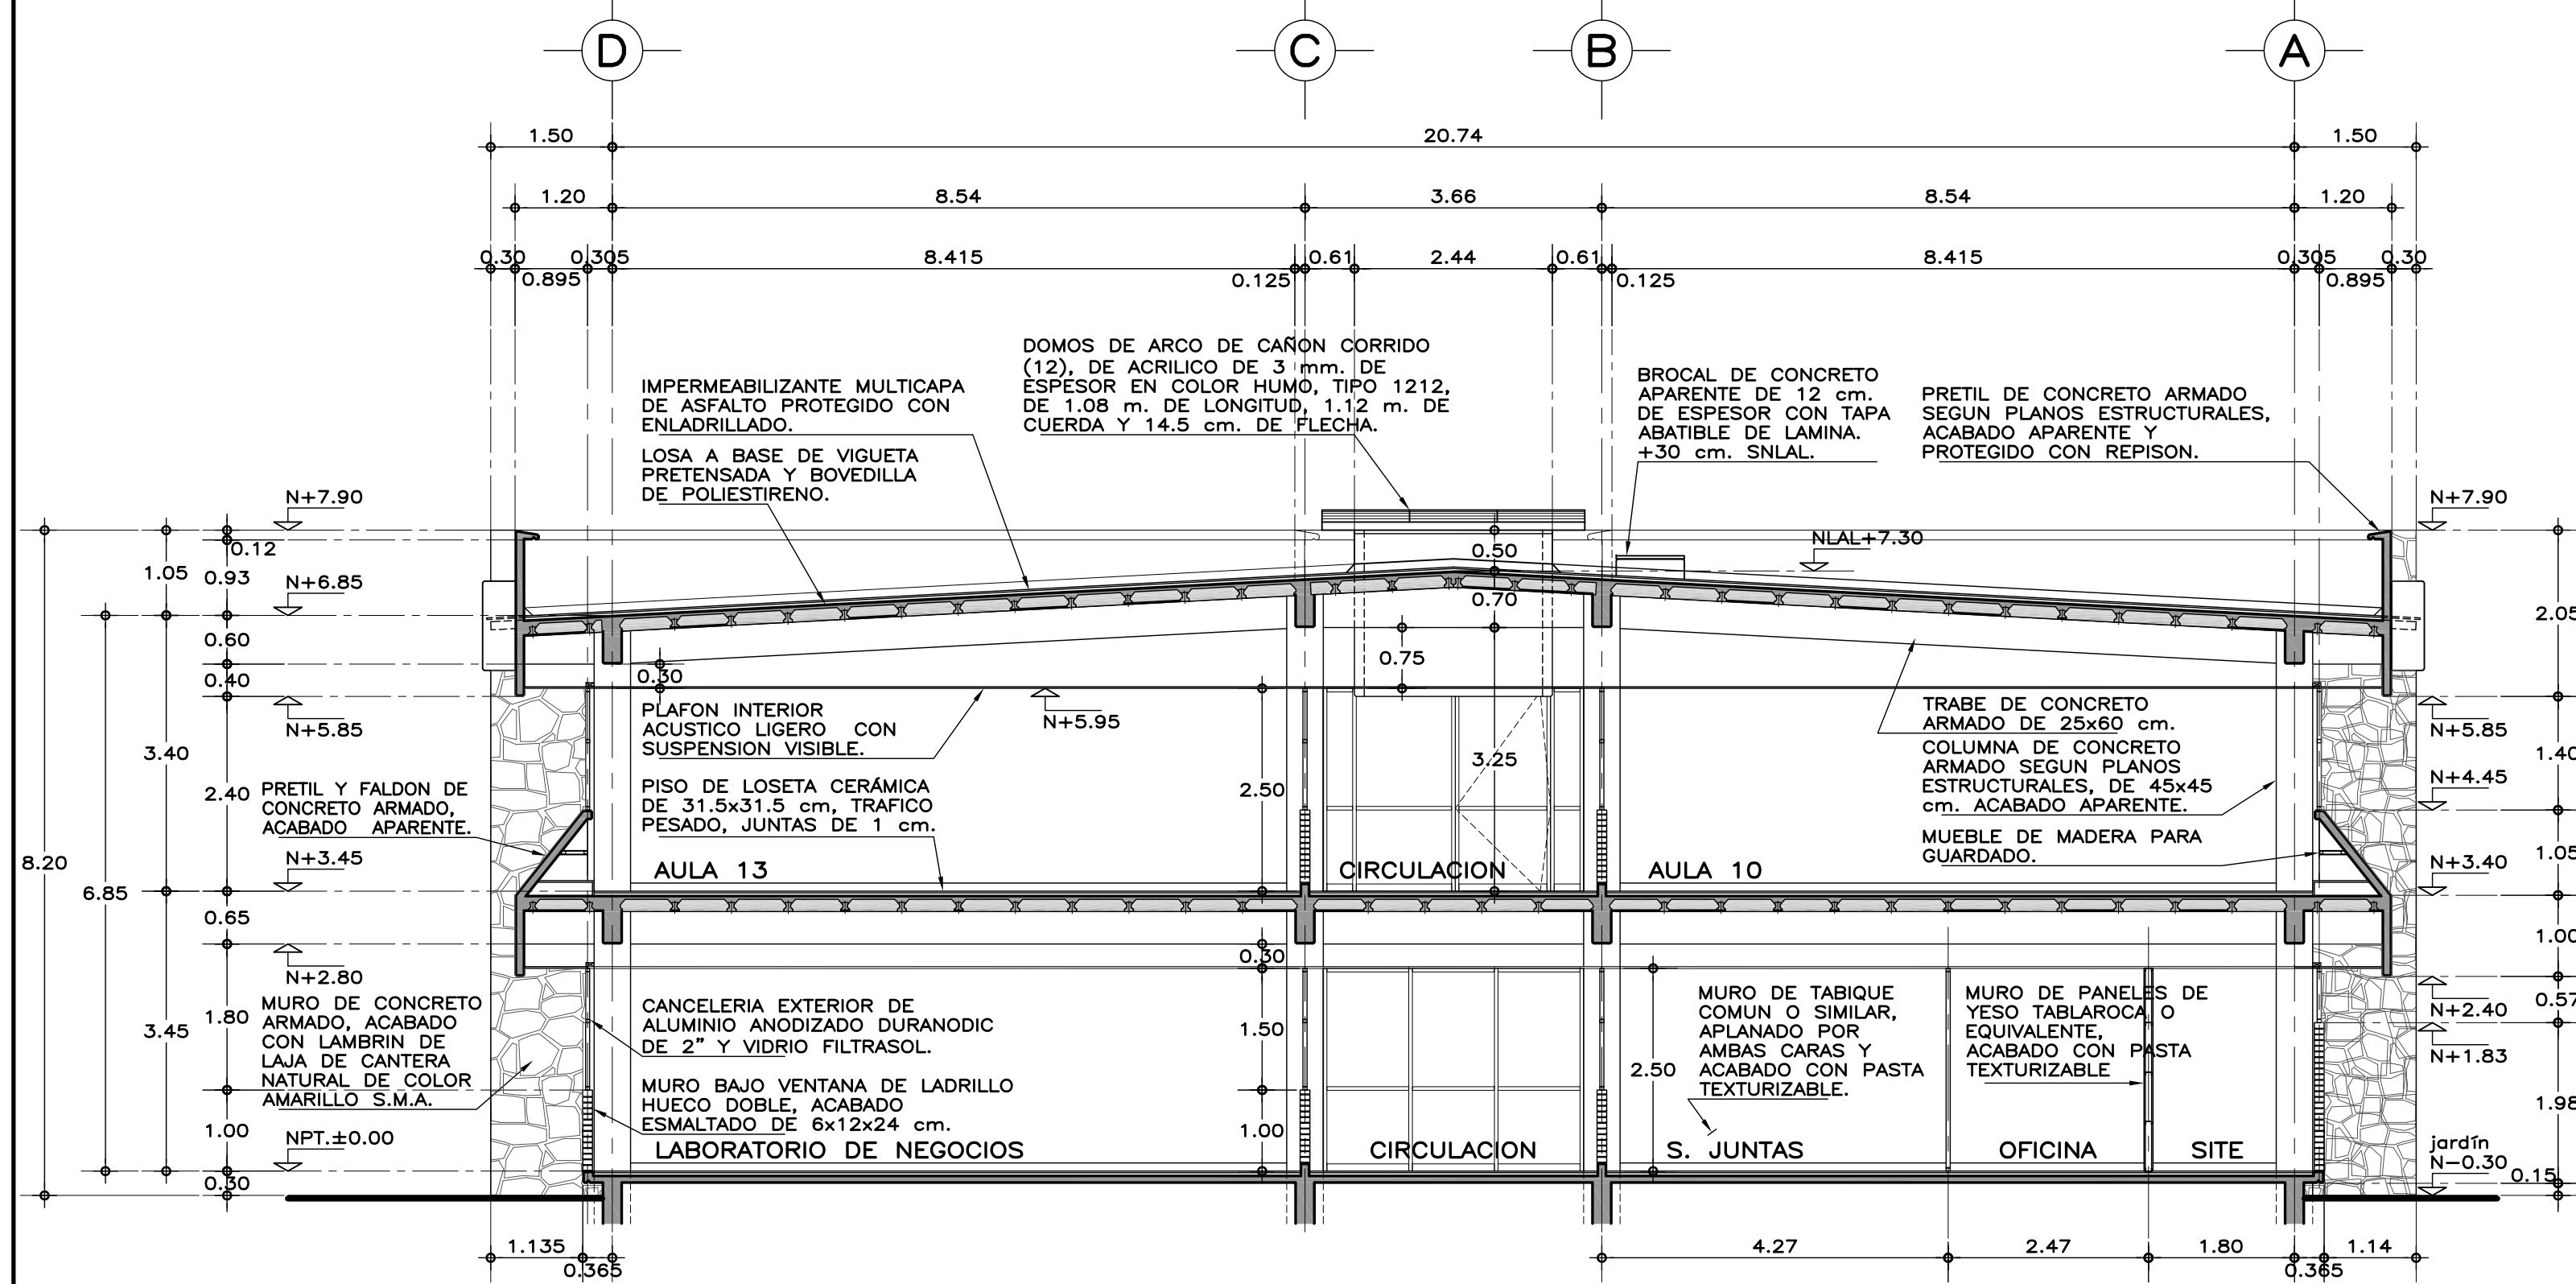 D
C
B
A
1.50
20.74
1.50
1.20
8.54
3.66
8.54
1.20
0.30
0.305
8.415
0.61
2.44
0.61
8.415
0.305
0.30
0.895
0.125
0.125
0.895
IMPERMEABILIZANTE MULTICAPA
DE ASFALTO PROTEGIDO CON
ENLADRILLADO.
LOSA A BASE DE VIGUETA
PRETENSADA Y BOVEDILLA
DE POLIESTIRENO.
DOMOS DE ARCO DE CAÑON CORRIDO
(12), DE ACRILICO DE 3 mm. DE
ESPESOR EN COLOR HUMO, TIPO 1212,
DE 1.08 m. DE LONGITUD, 1.12 m. DE
CUERDA Y 14.5 cm. DE FLECHA.
BROCAL DE CONCRETO
APARENTE DE 12 cm.
DE ESPESOR CON TAPA
ABATIBLE DE LAMINA.
+30 cm. SNLAL.
PRETIL DE CONCRETO ARMADO
SEGUN PLANOS ESTRUCTURALES,
ACABADO APARENTE Y
PROTEGIDO CON REPISON.
N+7.90
N+7.90
0.12
1.05
0.93
N+6.85
0.60
0.40
N+5.85
3.40
2.40
PRETIL Y FALDON DE
CONCRETO ARMADO,
ACABADO APARENTE.
N+3.45
8.20
6.85
0.65
N+2.80
MURO DE CONCRETO
ARMADO, ACABADO
CON LAMBRIN DE
LAJA DE CANTERA
NATURAL DE COLOR
AMARILLO S.M.A.
1.80
3.45
1.00
NPT.±0.00
0.30
0.50
NLAL+7.30
0.70
0.75
0.30
PLAFON INTERIOR
ACUSTICO LIGERO CON
SUSPENSION VISIBLE.
N+5.95
PISO DE LOSETA CERÁMICA
DE 31.5x31.5 cm, TRAFICO
PESADO, JUNTAS DE 1 cm.
2.50
3.25
AULA 13
CIRCULACION
AULA 10
TRABE DE CONCRETO
ARMADO DE 25x60 cm.
COLUMNA DE CONCRETO
ARMADO SEGUN PLANOS
ESTRUCTURALES, DE 45x45
cm. ACABADO APARENTE.
MUEBLE DE MADERA PARA
GUARDADO.
2.05
N+5.85
1.40
N+4.45
1.05
N+3.40
1.00
N+2.40
0.57
N+1.83
1.98
jardín
N-0.30
0.15
0.30
CANCELERIA EXTERIOR DE
ALUMINIO ANODIZADO DURANODIC
DE 2” Y VIDRIO FILTRASOL.
1.50
MURO BAJO VENTANA DE LADRILLO
HUECO DOBLE, ACABADO
ESMALTADO DE 6x12x24 cm.
1.00
LABORATORIO DE NEGOCIOS
CIRCULACION
2.50
MURO DE TABIQUE
COMUN O SIMILAR,
APLANADO POR
AMBAS CARAS Y
ACABADO CON PASTA
TEXTURIZABLE.
MURO DE PANELES DE
YESO TABLAROCA O
EQUIVALENTE,
ACABADO CON PASTA
TEXTURIZABLE
S. JUNTAS
OFICINA
SITE
1.135
0.365
4.27
2.47
1.80
0.365
1.14